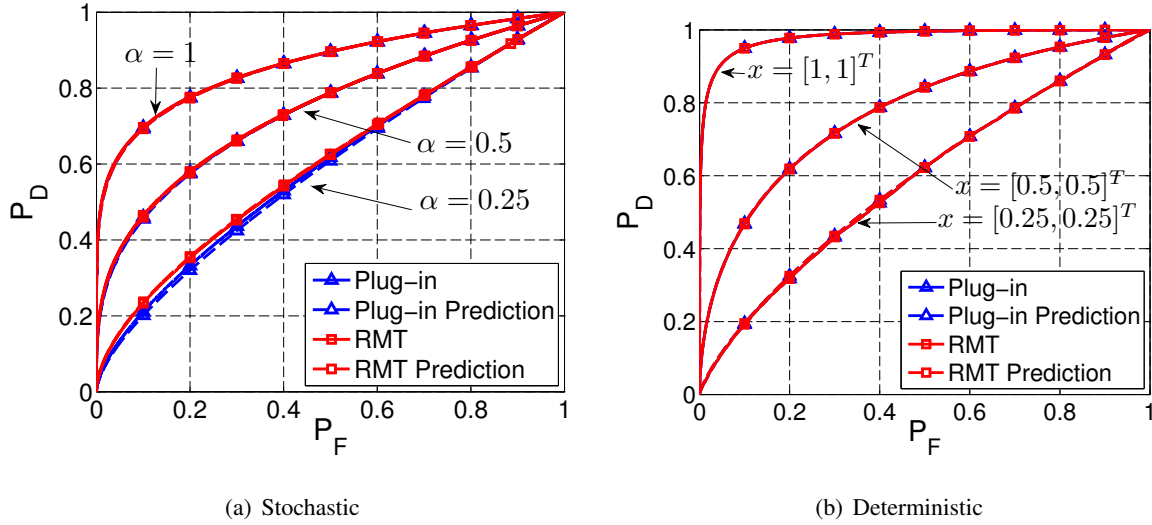 1
0.8
0.6
0.4
0.2
0
P_D
0 0.2 0.4 0.6 0.8 1
P_F
α = 1
α = 0.5
α = 0.25
Plug−in
Plug−in Prediction
RMT
RMT Prediction
(a) Stochastic
1
0.8
0.6
0.4
0.2
0
P_D
0 0.2 0.4 0.6 0.8 1
P_F
x = [1, 1]^T
x = [0.5, 0.5]^T
x = [0.25, 0.25]^T
Plug−in
Plug−in Prediction
RMT
RMT Prediction
(b) Deterministic